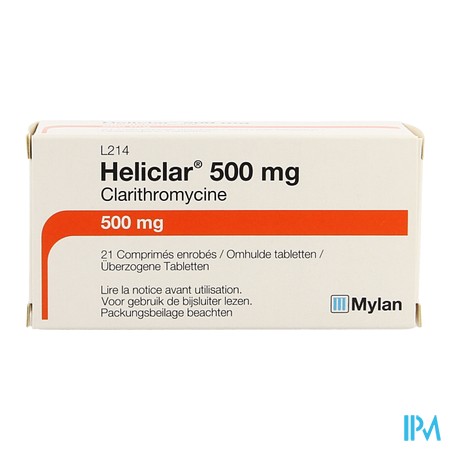 L214
Heliclar® 500 mg
Clarithromycine
500 mg
21 Comprimés enrobés / Omhulde tabletten /
Überzogene Tabletten
Lire la notice avant utilisation.
Voor gebruik de bijsluiter lezen.
Packungsbeilage beachten
Mylan
IPM